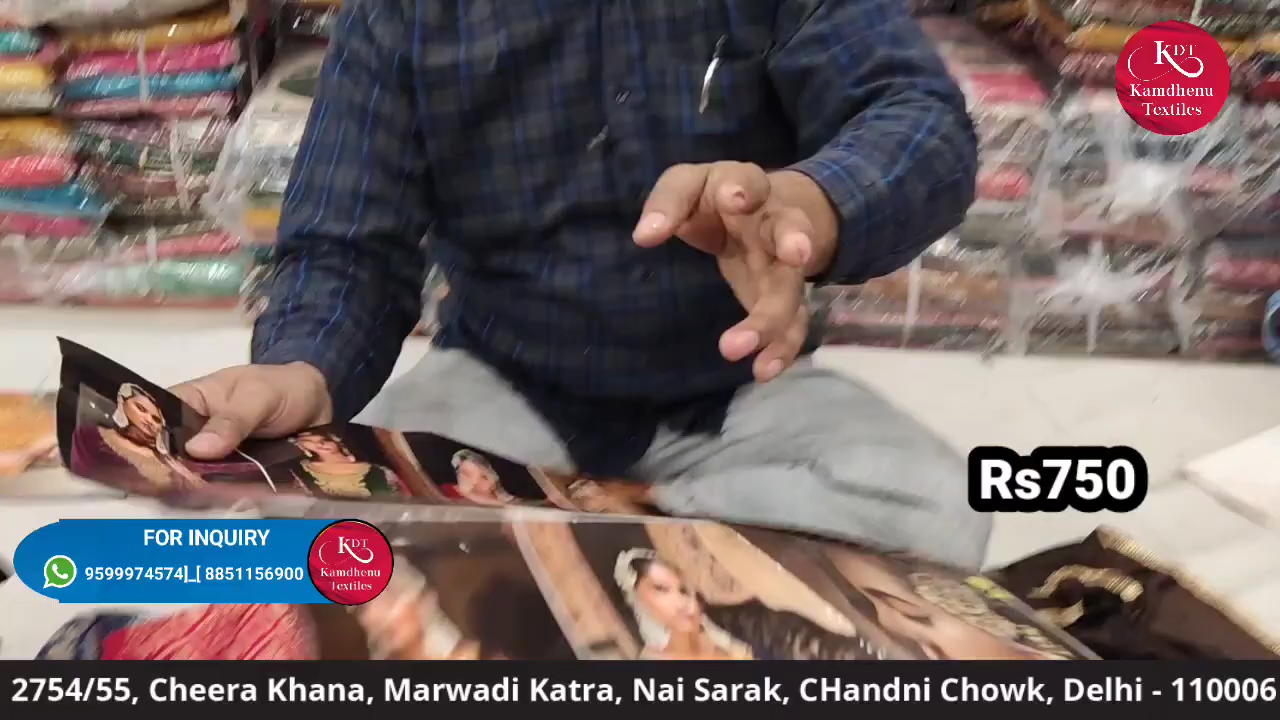 KDT
Kamdhenu
Textiles
Rs750
FOR INQUIRY
9599974574]_[ 8851156900
KDT
Kamdhenu
Textiles
2754/55, Cheera Khana, Marwadi Katra, Nai Sarak, CHandni Chowk, Delhi - 110006